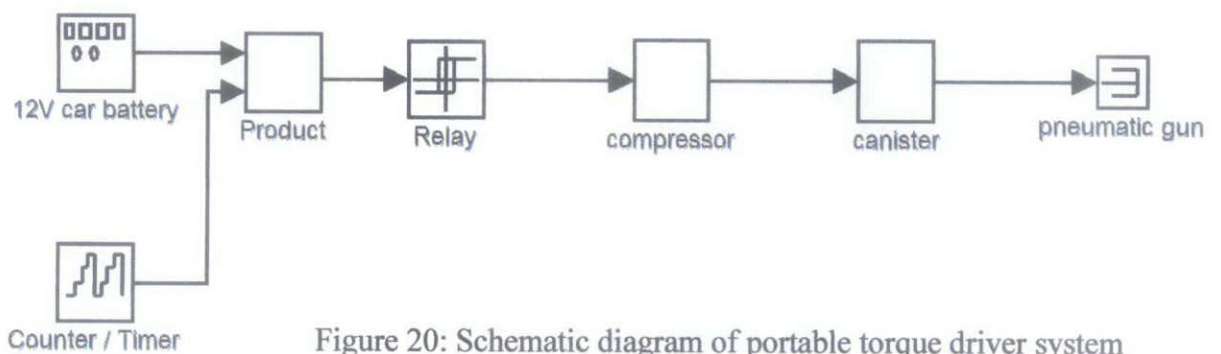 12V car battery
Product
Relay
compressor
canister
pneumatic gun
Counter / Timer
Figure 20: Schematic diagram of portable torque driver system